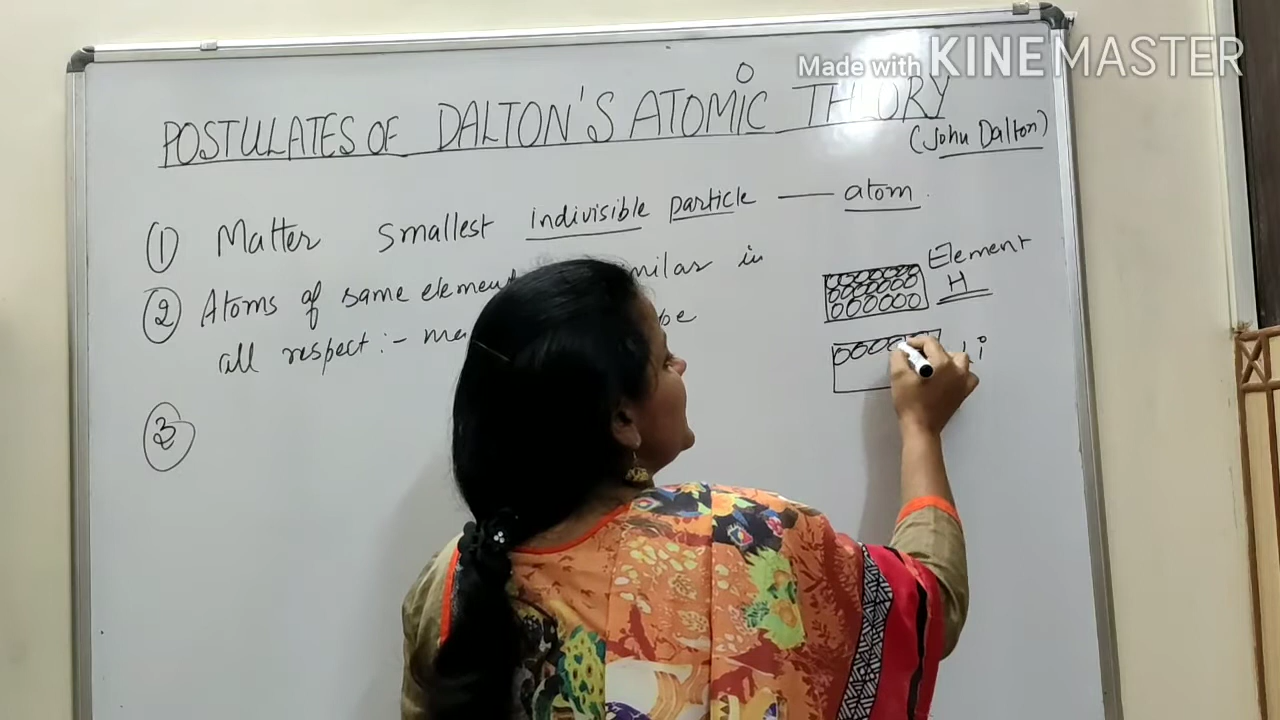 Made with KINEMASTER
POSTULATES OF DALTON'S ATOMIC THEORY
(John Dalton)
① Matter smallest indivisible particle — atom.
② Atoms of same element in
all respect :-
Element
H
③